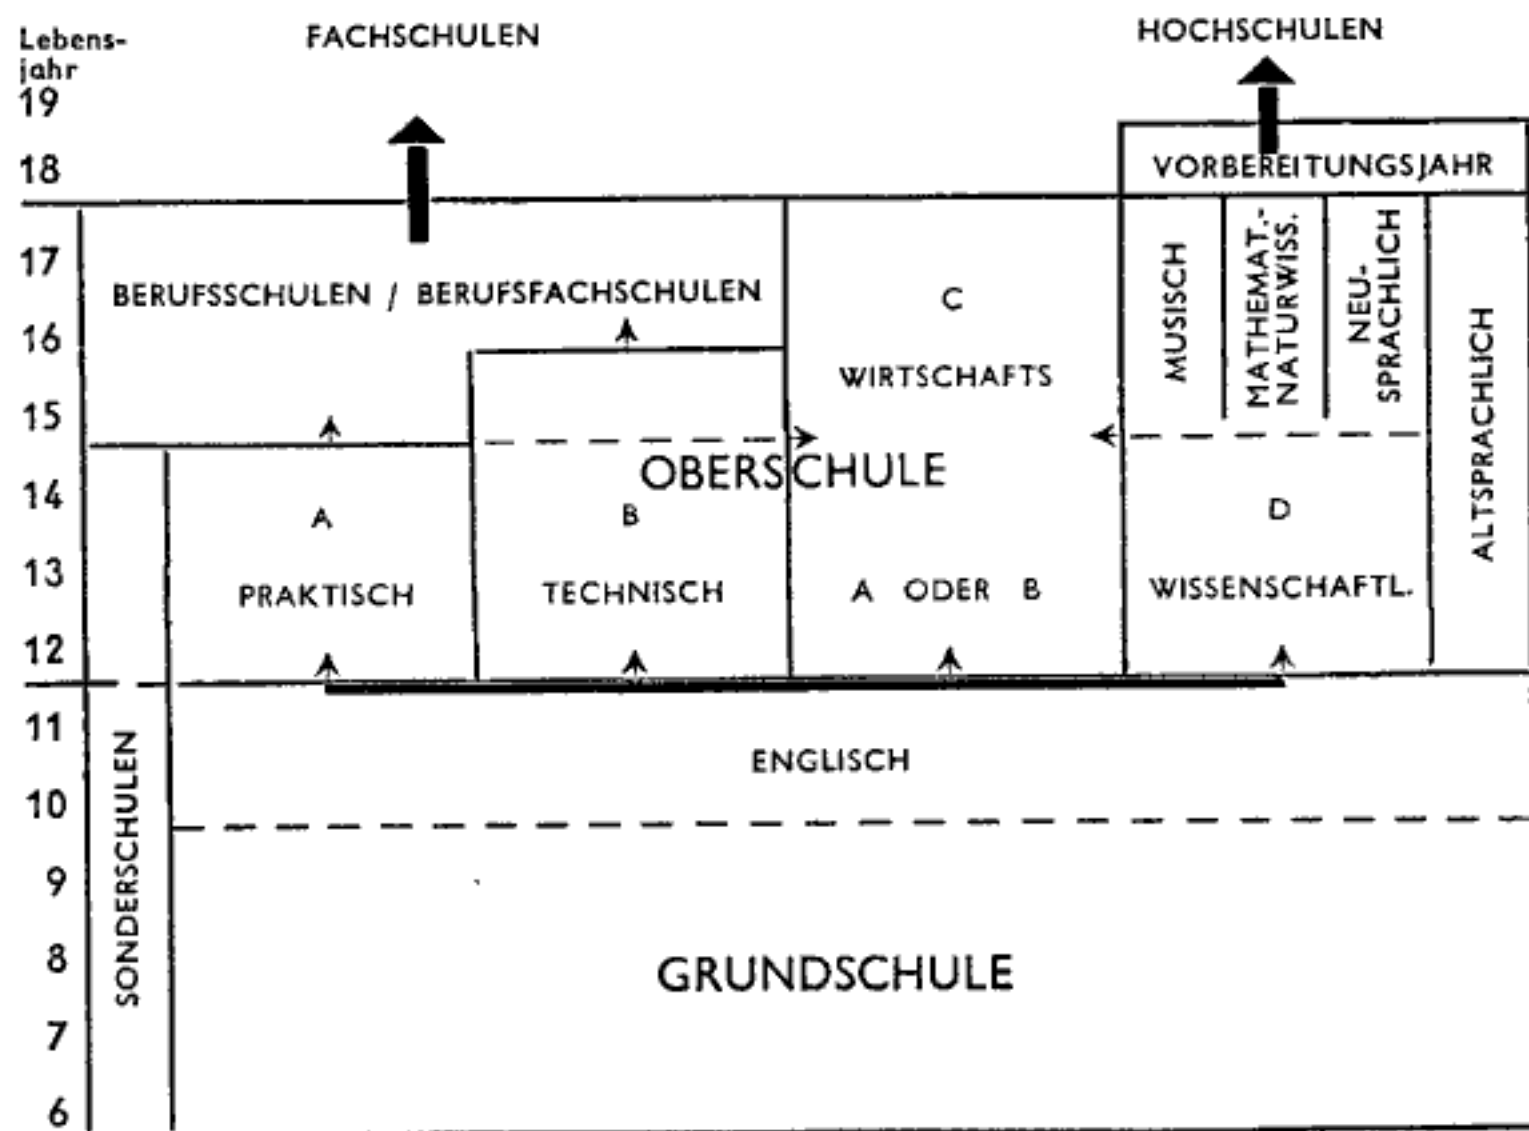 Lebens-
jahr
FACHSCHULEN
HOCHSCHULEN
19
18
VORBEREITUNGSJAHR
17
BERUFSSCHULEN / BERUFSFACHSCHULEN
C
MUSISCH
MATHEMAT.-
NATURWISS.
NEU-
SPRACHLICH
ALTSPRACHLICH
16
WIRTSCHAFTS
15
OBERSCHULE
14
A
B
D
13
PRAKTISCH
TECHNISCH
A ODER B
WISSENSCHAFTL.
12
11
ENGLISCH
10
SONDERSCHULEN
9
8
GRUNDSCHULE
7
6